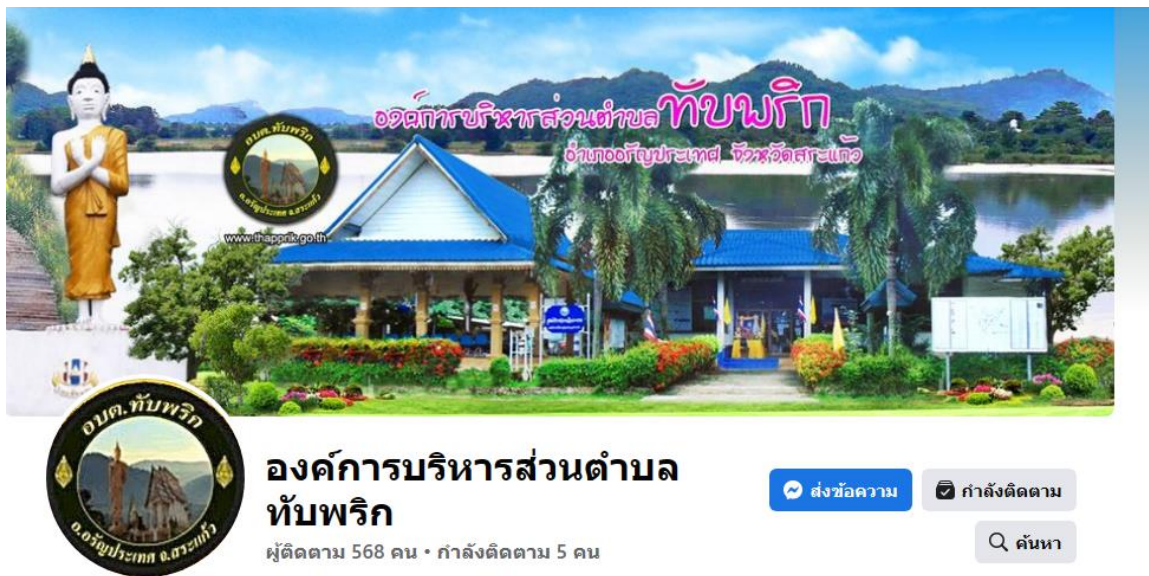 องค์การบริหารส่วนตำบลทับพริก
อำเภออรัญประเทศ จังหวัดสระแก้ว
อบต.ทับพริก
อ.อรัญประเทศ จ.สระแก้ว
www.thapprik.go.th
อบต.ทับพริก
อ.อรัญประเทศ จ.สระแก้ว
องค์การบริหารส่วนตำบล
ทับพริก
ผู้ติดตาม 568 คน • กำลังติดตาม 5 คน
ส่งข้อความ
กำลังติดตาม
ค้นหา